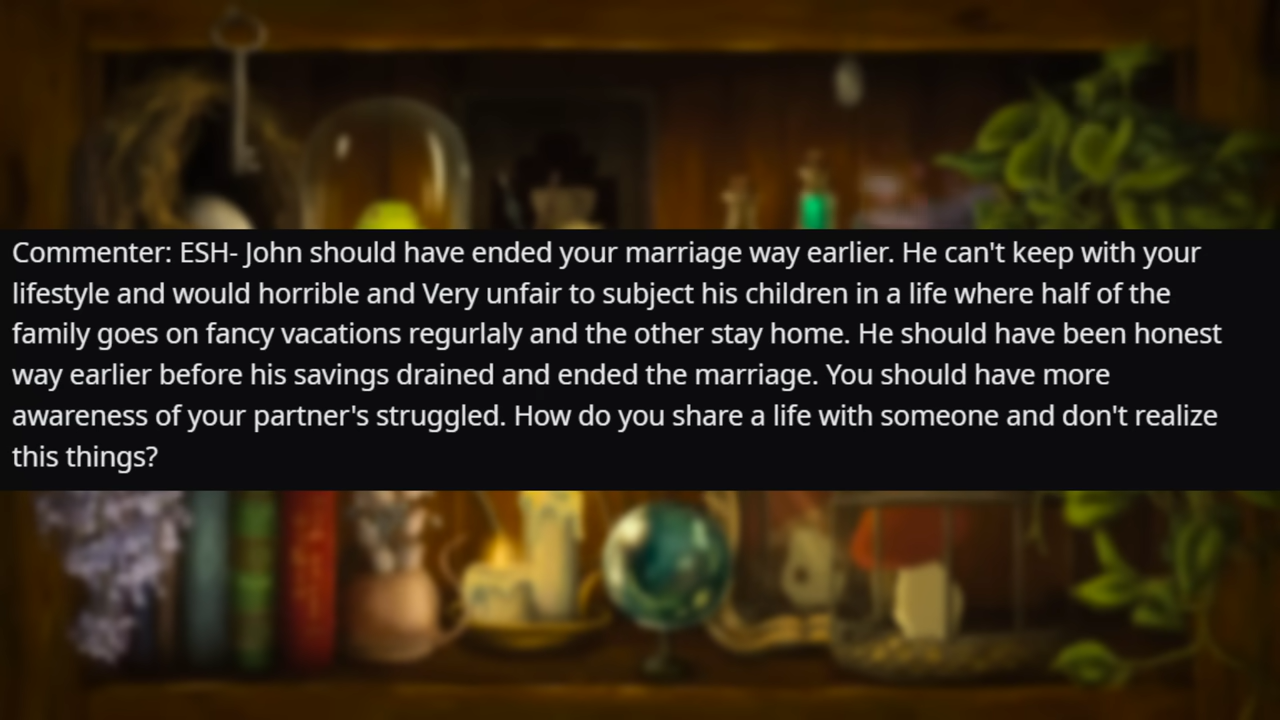 Commenter: ESH- John should have ended your marriage way earlier. He can't keep with your
lifestyle and would horrible and Very unfair to subject his children in a life where half of the
family goes on fancy vacations regurlaly and the other stay home. He should have been honest
way earlier before his savings drained and ended the marriage. You should have more
awareness of your partner's struggled. How do you share a life with someone and don't realize
this things?